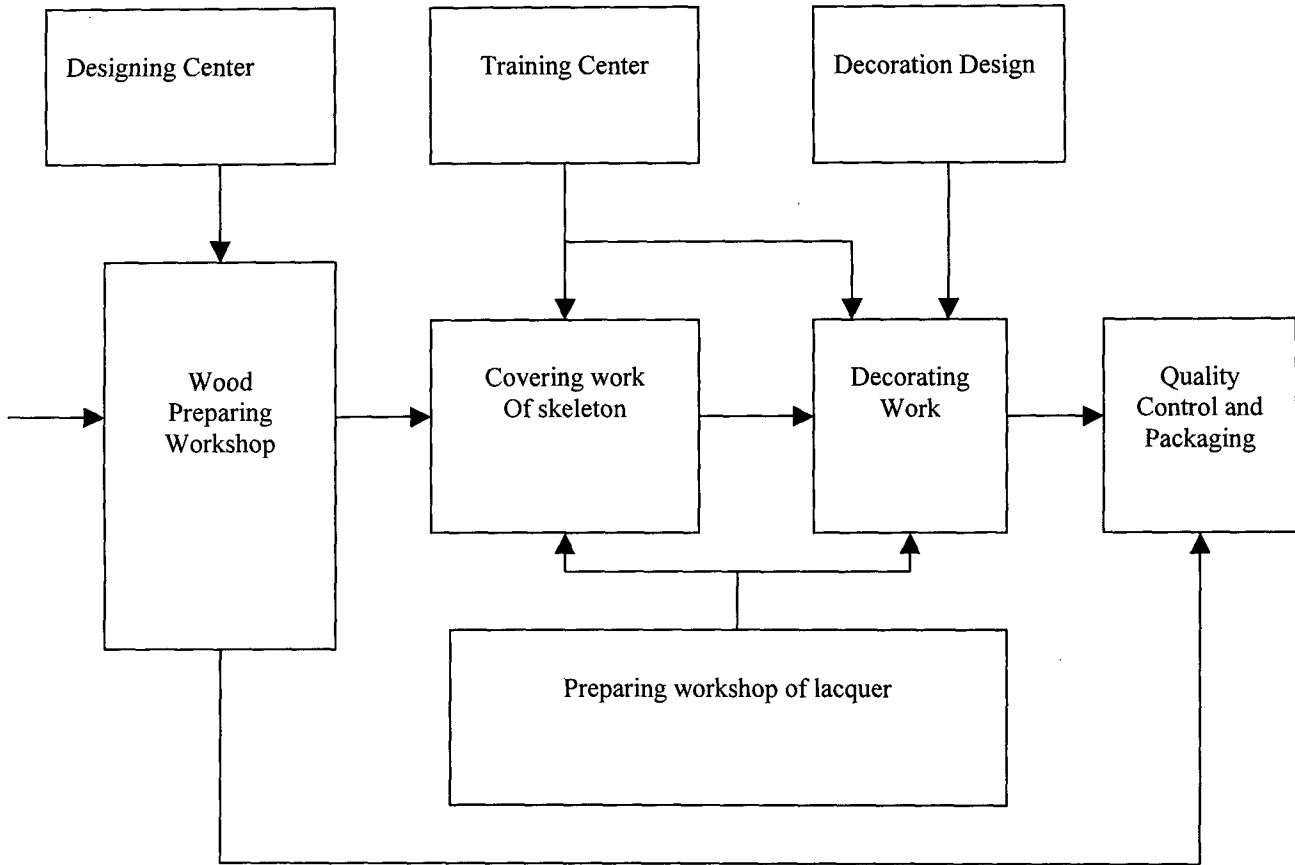 Designing Center
Training Center
Decoration Design
Wood
Preparing
Workshop
Covering work
Of skeleton
Decorating
Work
Quality
Control and
Packaging
Preparing workshop of lacquer